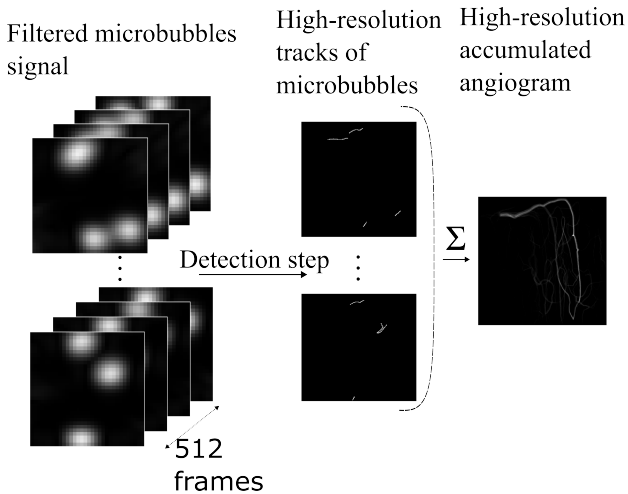 Filtered microbubbles
signal
High-resolution
tracks of
microbubbles
High-resolution
accumulated
angiogram
Detection step
Σ
512
frames